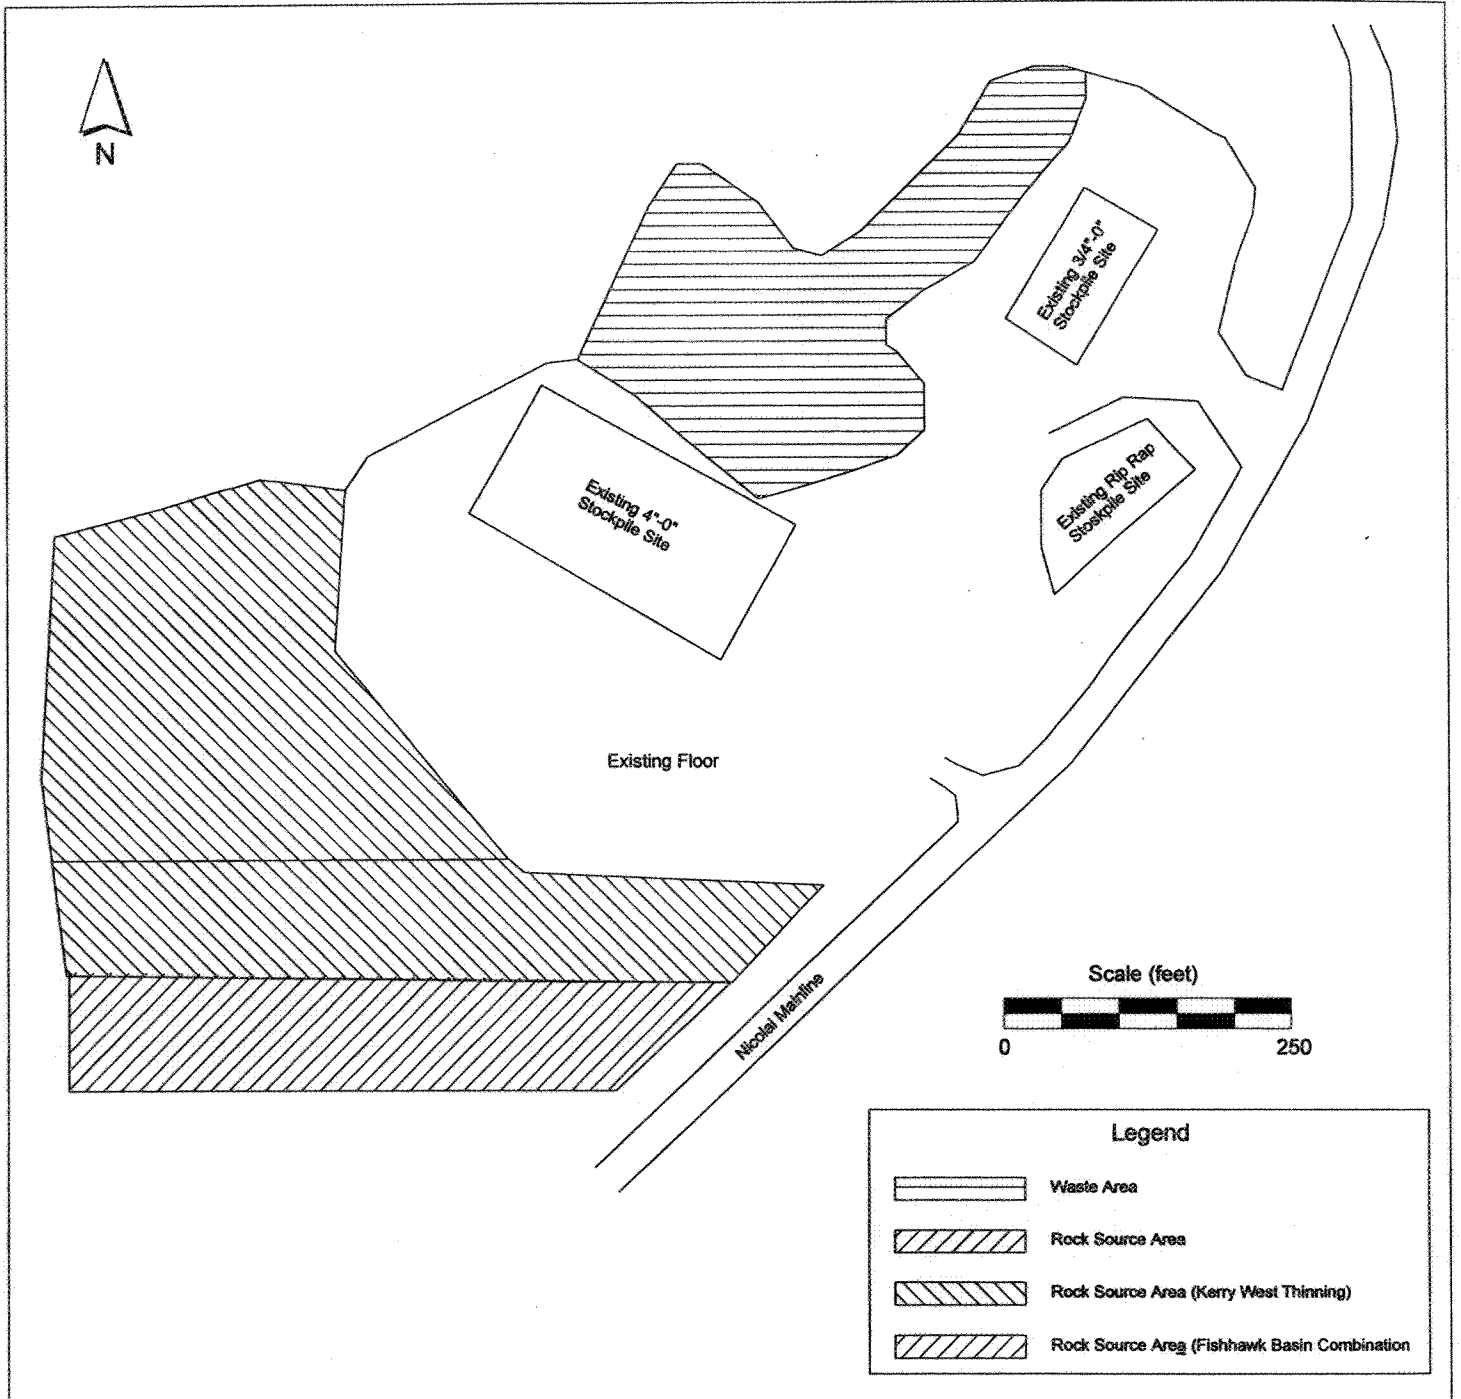 N
Existing 3/4"-0"
Stockpile Site
Existing Rip Rap
Stoskpile Site
Existing 4"-0"
Stockpile Site
Existing Floor
Nicolai Mainline
Scale (feet)
0 250
Legend
Waste Area
Rock Source Area
Rock Source Area (Kerry West Thinning)
Rock Source Area (Fishhawk Basin Combination